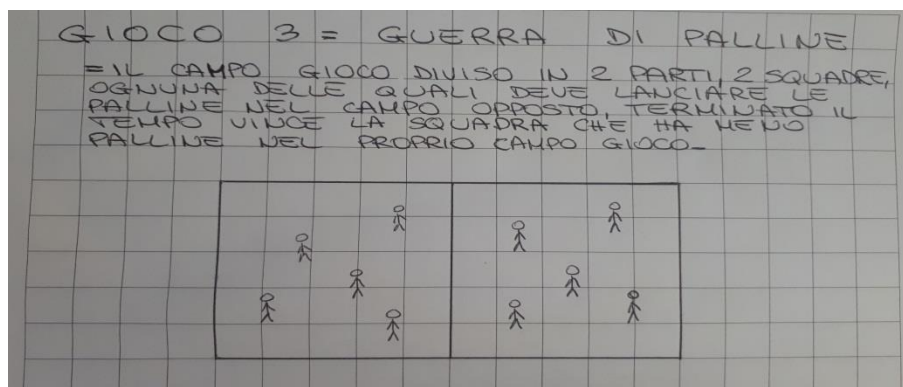 GIOCO 3 = GUERRA DI PALLINE
= IL CAMPO GIOCO DIVISO IN 2 PARTI, 2 SQUADRE,
OGNUNA DELLE QUALI DEVE LANCIARE LE
PALLINE NEL CAMPO OPPOSTO, TERMINATO IL
TEMPO VINCE LA SQUADRA CHE HA MENO
PALLINE NEL PROPRIO CAMPO GIOCO_